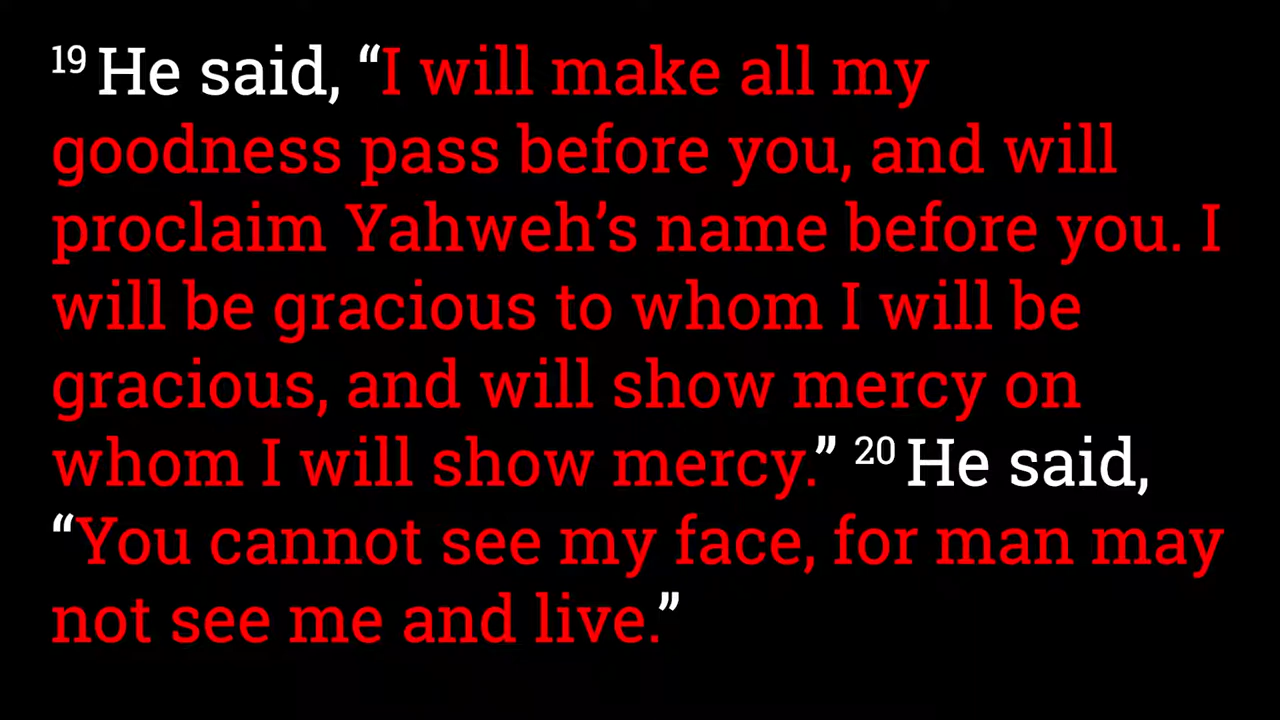 19 He said, “I will make all my
goodness pass before you, and will
proclaim Yahweh’s name before you. I
will be gracious to whom I will be
gracious, and will show mercy on
whom I will show mercy.” 20 He said,
“You cannot see my face, for man may
not see me and live.”